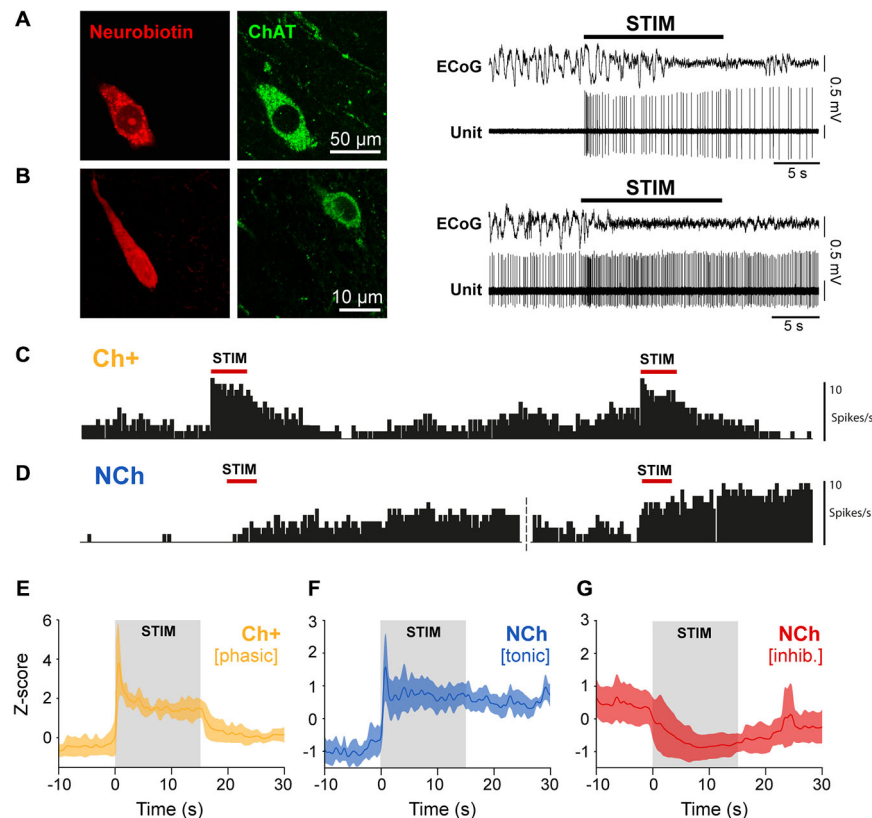 A
Neurobiotin
ChAT
50 µm
STIM
ECoG
Unit
0.5 mV
5 s
B
10 µm
STIM
ECoG
Unit
0.5 mV
5 s
C
Ch+
STIM
STIM
10
Spikes/s
D
NCh
STIM
STIM
10
Spikes/s
E
6
4
2
0
Z-score
STIM
Ch+
[phasic]
-10 0 10 20 30
Time (s)
F
3
2
1
0
-1
STIM
NCh
[tonic]
-10 0 10 20 30
Time (s)
G
3
2
1
0
-1
STIM
NCh
[inhib.]
-10 0 10 20 30
Time (s)